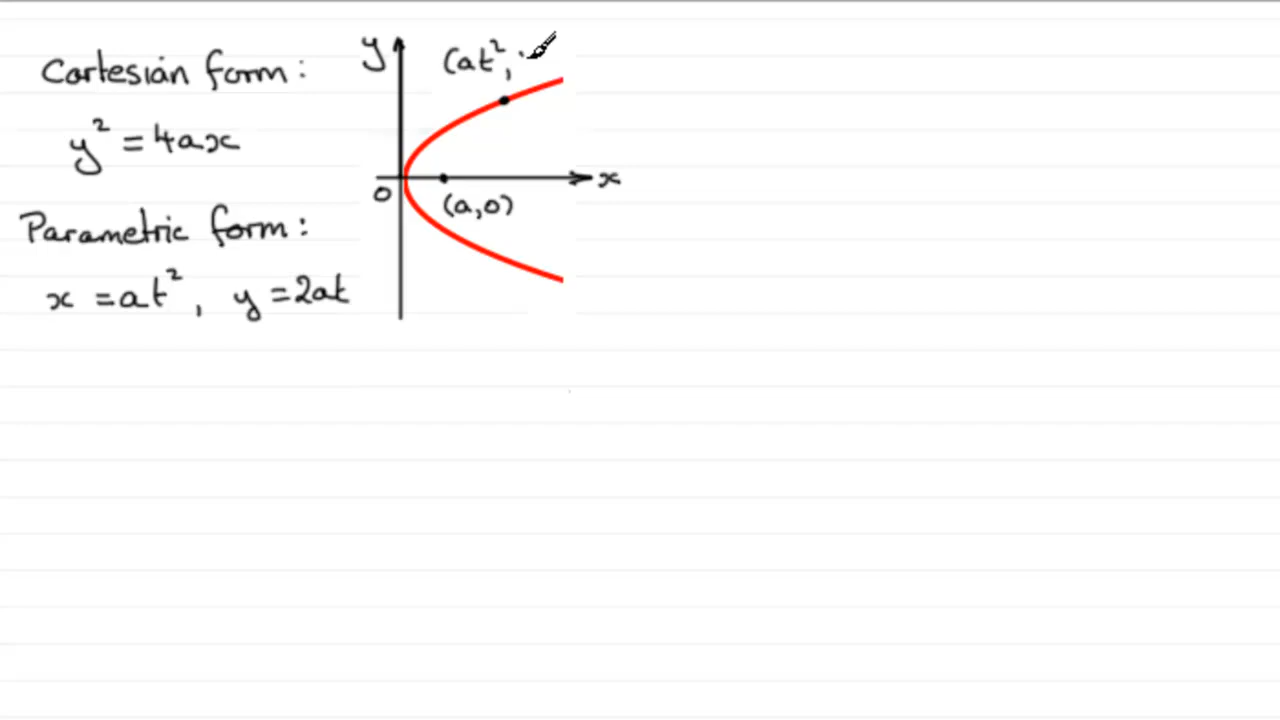 Cartesian form:
y² = 4ax
Parametric form:
x = at², y = 2at
y
(at²,
x
0
(a,0)